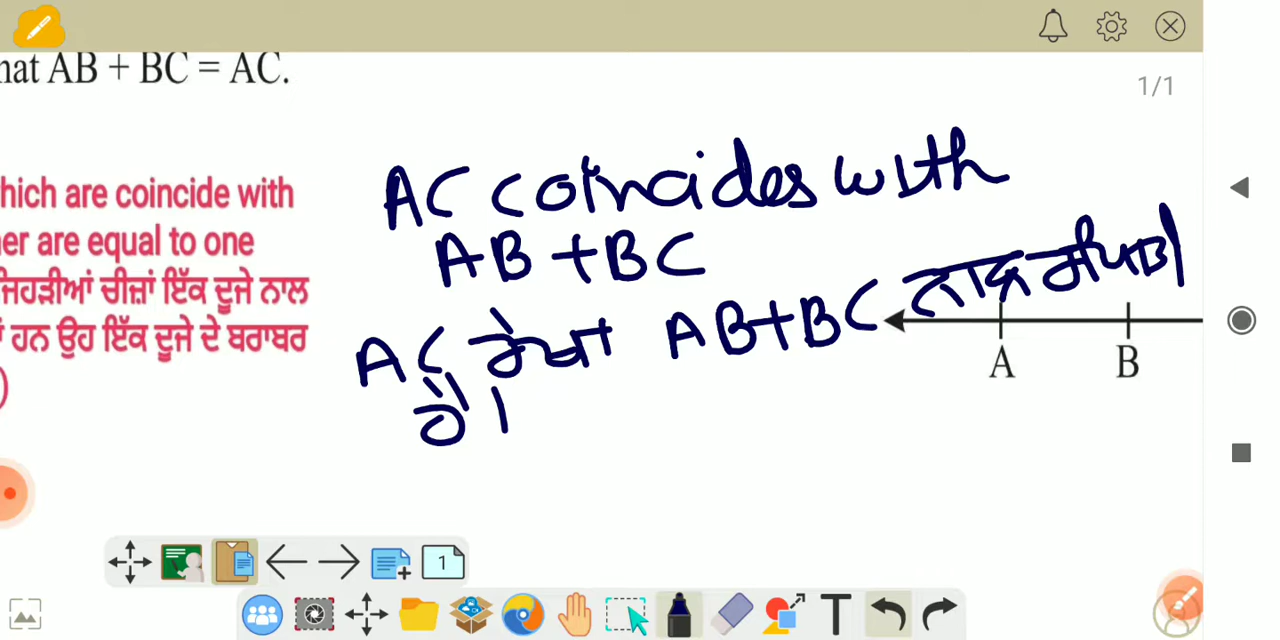 hat AB + BC = AC.
1/1
hich are coincide with
er are equal to one
ਜਿਹੜੀਆਂ ਚੀਜ਼ਾਂ ਇੱਕ ਦੂਜੇ ਨਾਲ
ਹਨ ਉਹ ਇੱਕ ਦੂਜੇ ਦੇ ਬਰਾਬਰ
)
AC coincides with
AB + BC
AC ਰੇਖਾ AB+BC ਨਾਲ
ਹੈ।
A B
1
T